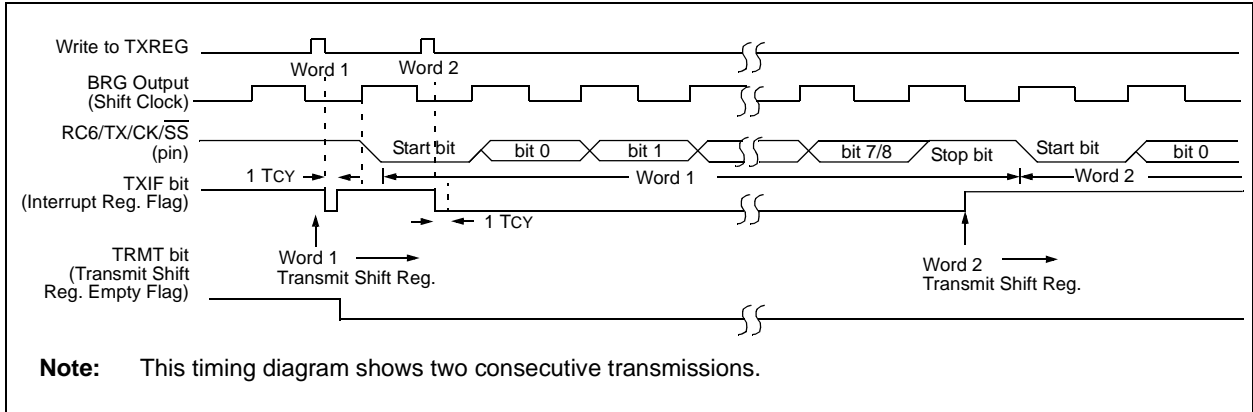 Write to TXREG
Word 1
Word 2
BRG Output
(Shift Clock)
RC6/TX/CK/SS
(pin)
Start bit
bit 0
bit 1
bit 7/8
Stop bit
Start bit
bit 0
1 TCY
Word 1
Word 2
TXIF bit
(Interrupt Reg. Flag)
1 TCY
Word 1
Transmit Shift Reg.
Word 2
Transmit Shift Reg.
TRMT bit
(Transmit Shift
Reg. Empty Flag)
Note: This timing diagram shows two consecutive transmissions.